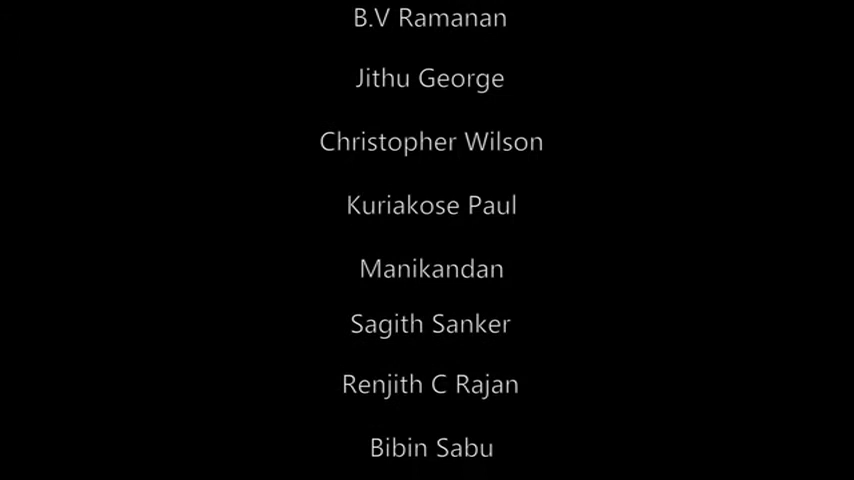 B.V Ramanan
Jithu George
Christopher Wilson
Kuriakose Paul
Manikandan
Sagith Sanker
Renjith C Rajan
Bibin Sabu